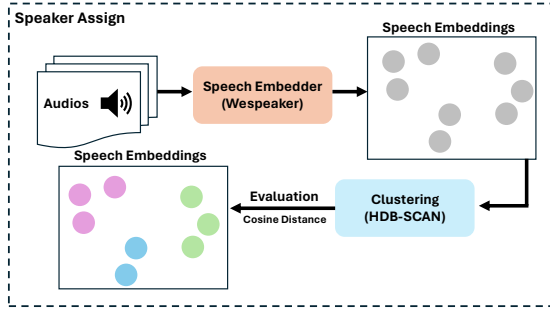 Speaker Assign
Audios
Speech Embedder
(Wespeaker)
Speech Embeddings
Clustering
(HDB-SCAN)
Evaluation
Cosine Distance
Speech Embeddings